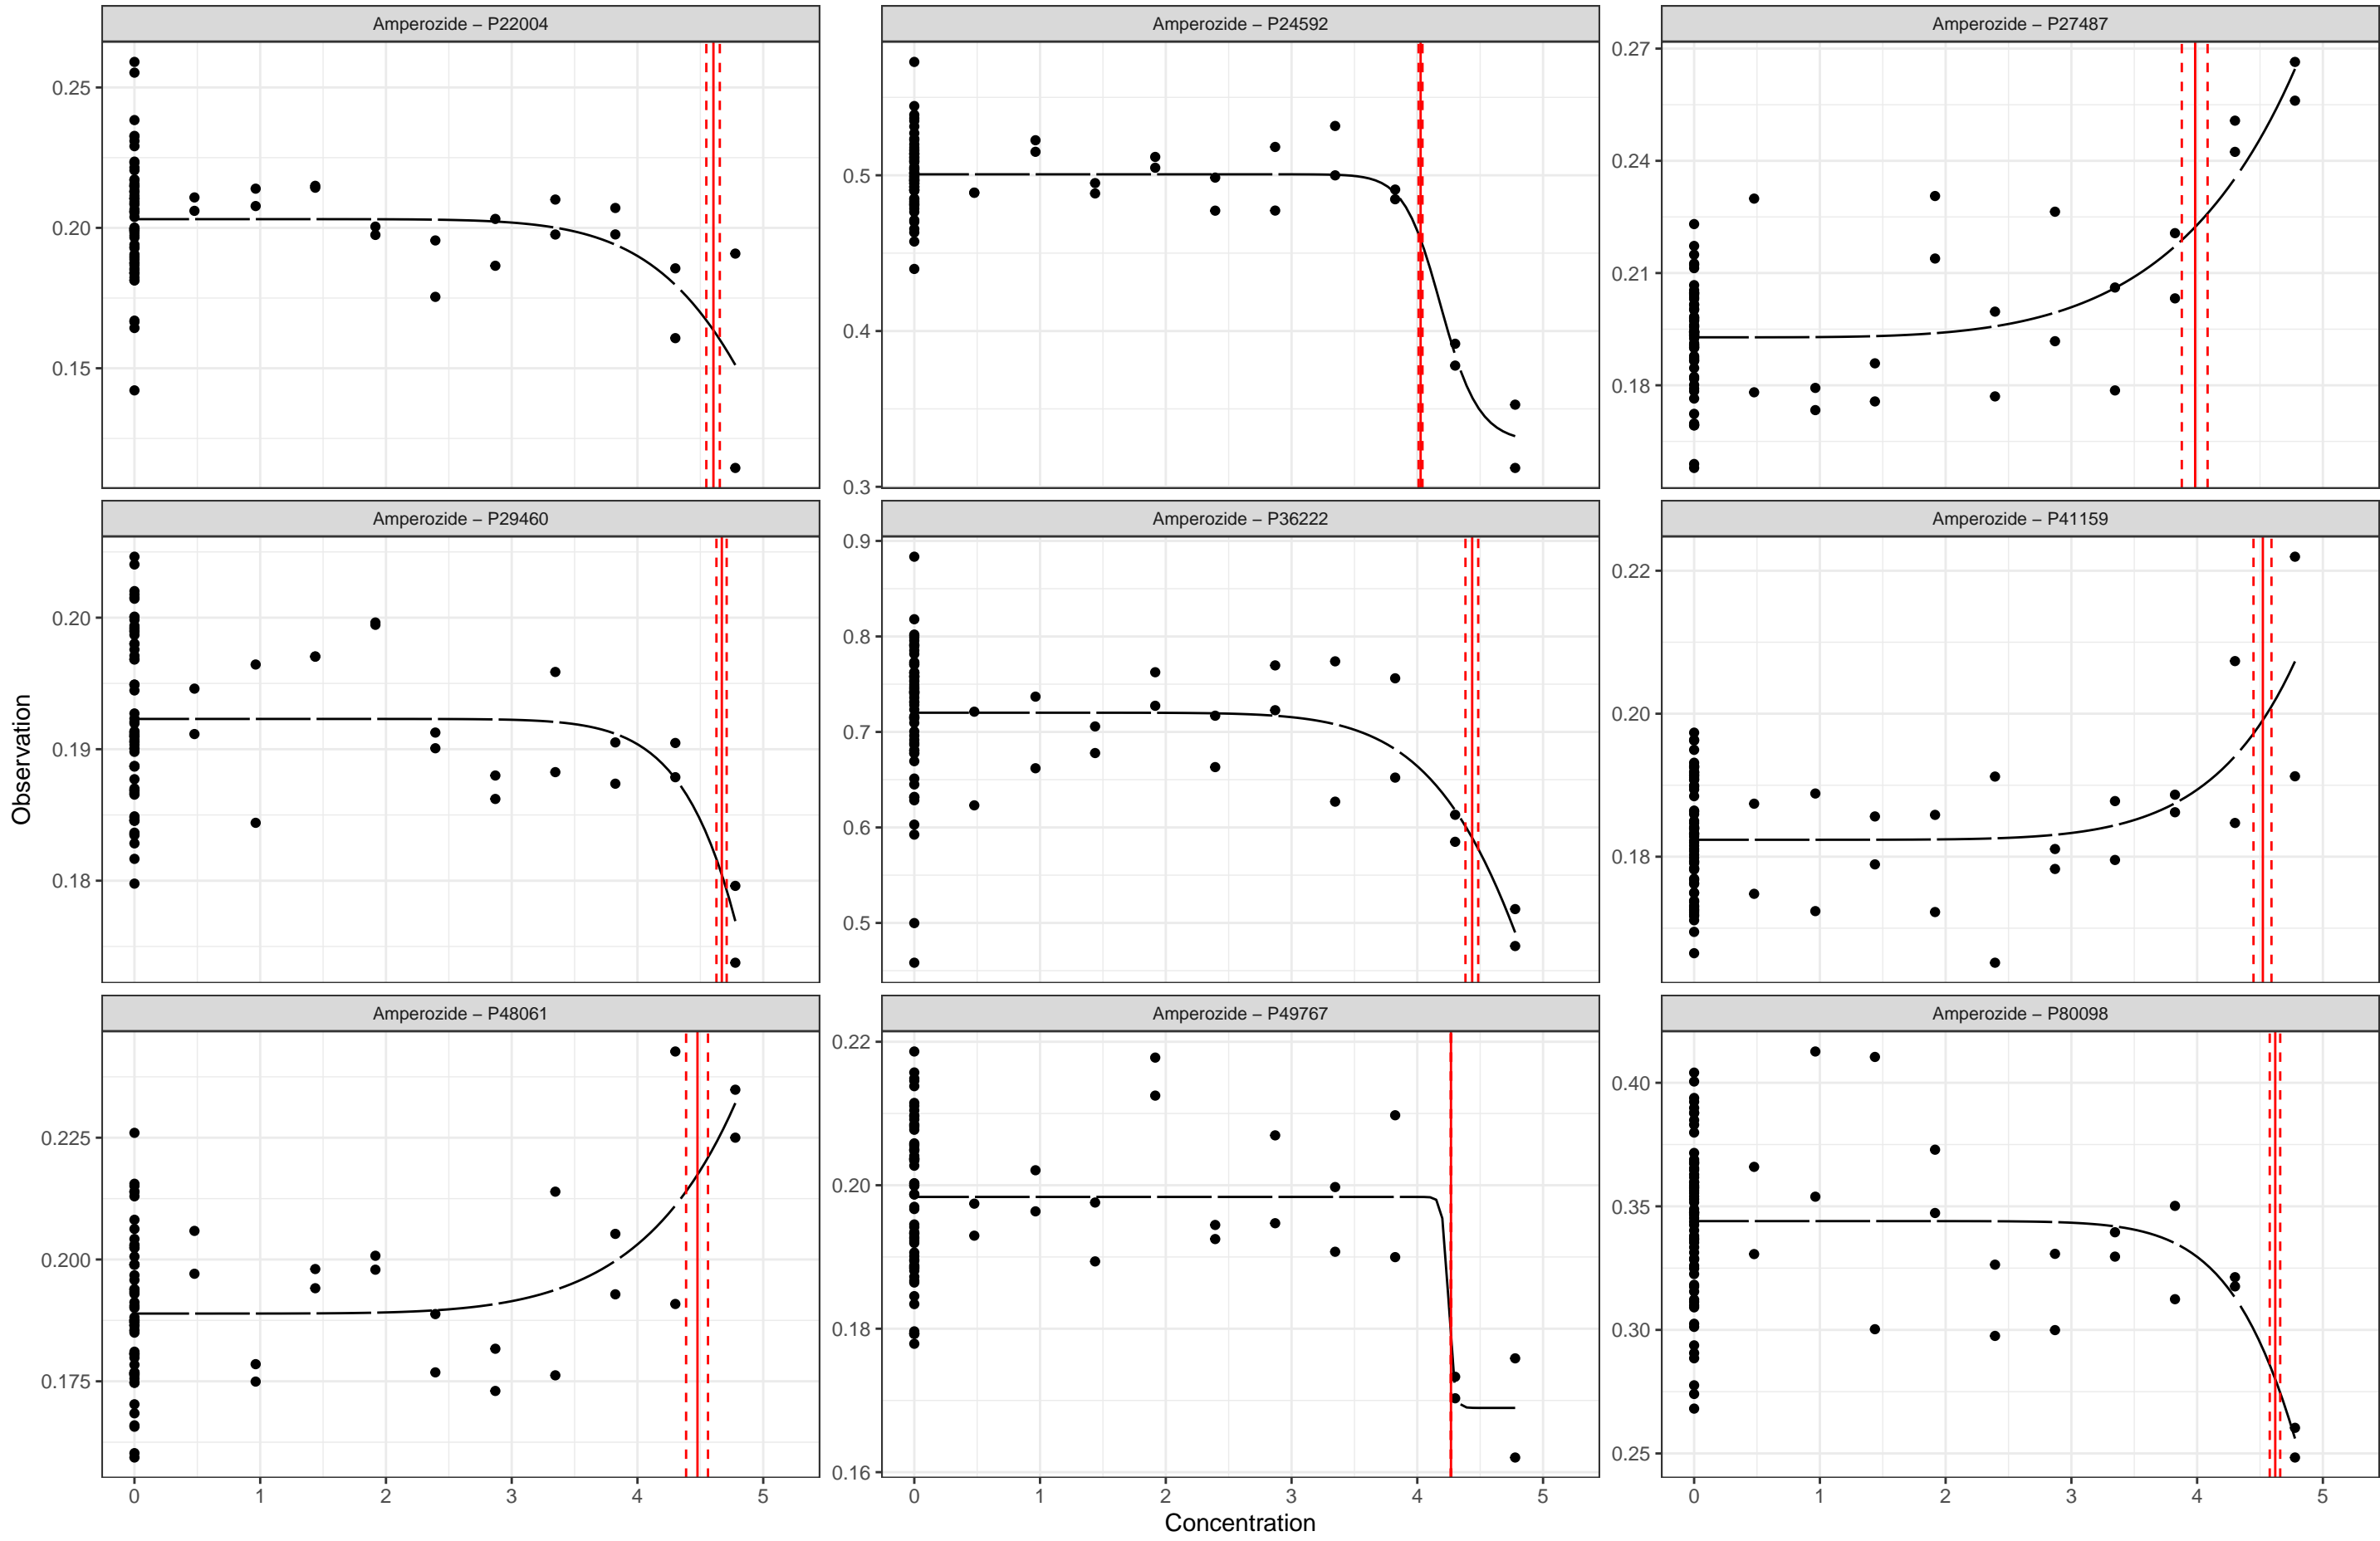 Amperozide – P22004
Amperozide – P24592
Amperozide – P27487
0.25
0.20
0.15
0.5
0.4
0.3
0.27
0.24
0.21
0.18
Amperozide – P29460
Amperozide – P36222
Amperozide – P41159
0.20
0.19
0.18
0.9
0.8
0.7
0.6
0.5
0.22
0.20
0.18
Observation
Amperozide – P48061
Amperozide – P49767
Amperozide – P80098
0.225
0.200
0.175
0.22
0.20
0.18
0.16
0.40
0.35
0.30
0.25
0 1 2 3 4 5
0 1 2 3 4 5
0 1 2 3 4 5
Concentration